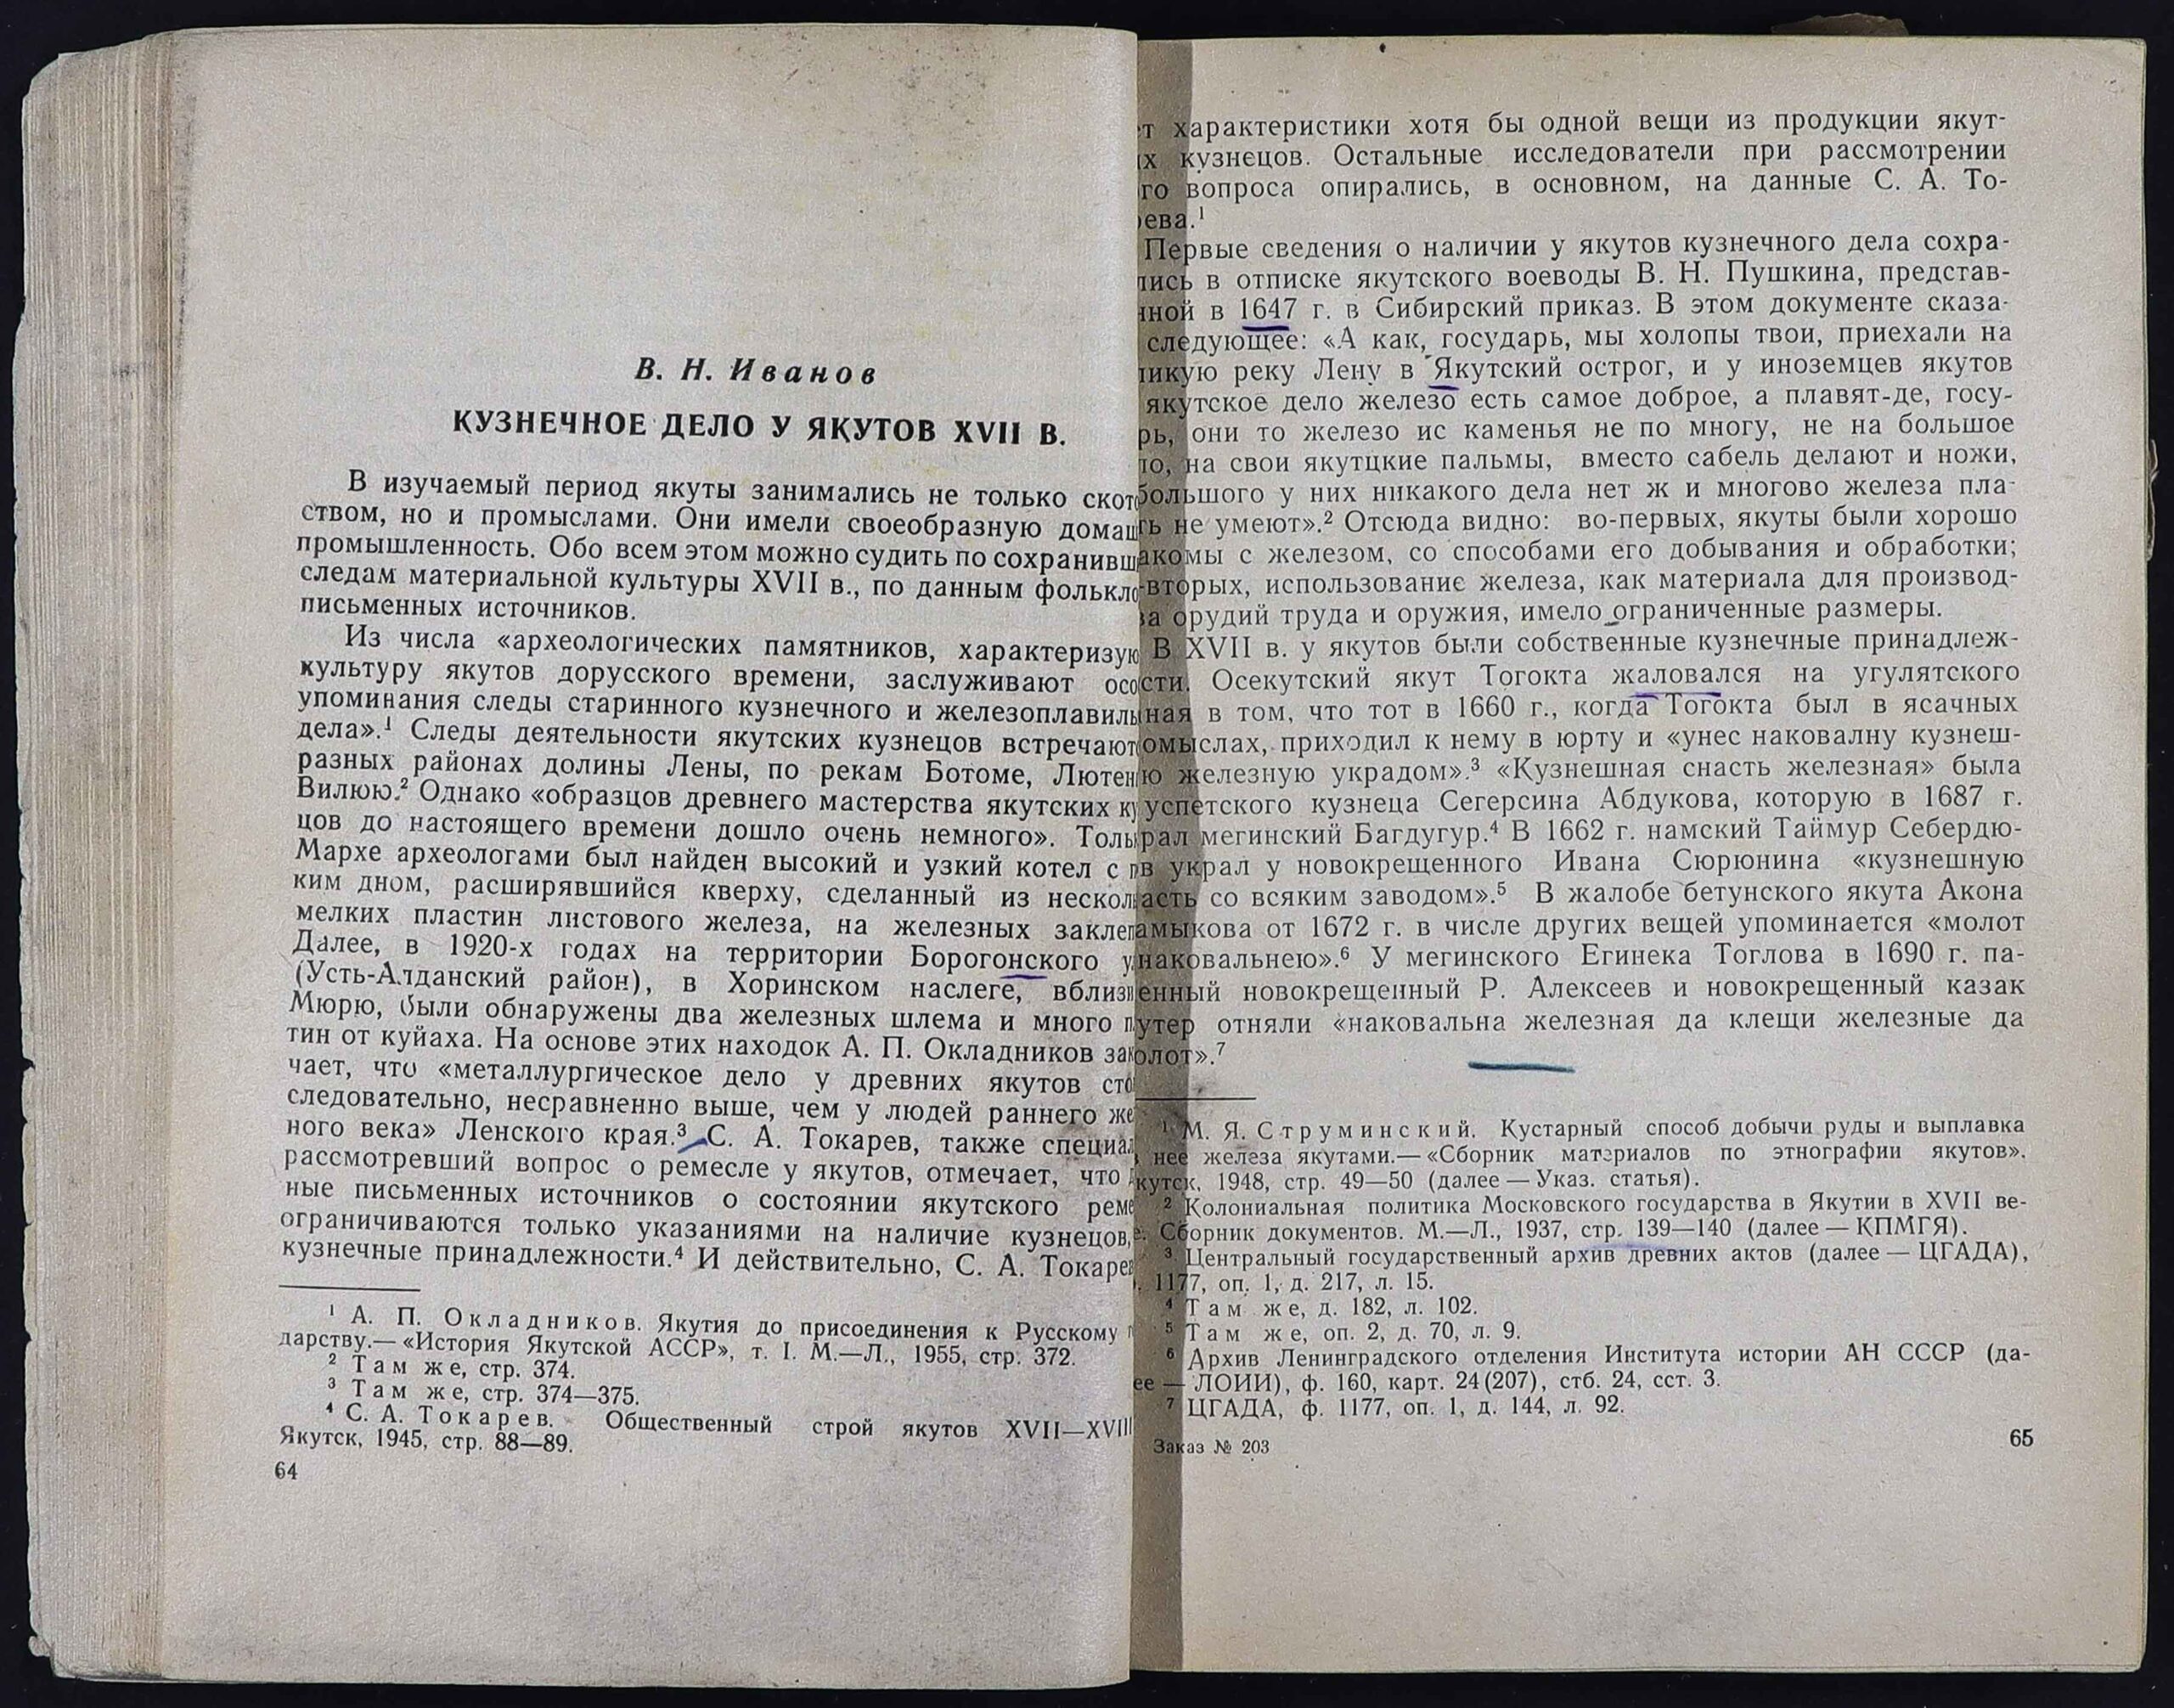 В. Н. Иванов
КУЗНЕЧНОЕ ДЕЛО У ЯКУТОВ XVII В.
В изучаемый период якуты занимались не только ското
ством, но и промыслами. Они имели своеобразную домаш
промышленность. Обо всем этом можно судить по сохранивш
следам материальной культуры XVII в., по данным фолькло
письменных источников.
Из числа «археологических памятников, характеризую
культуру якутов дорусского времени, заслуживают осо
упоминания следы старинного кузнечного и железоплавиль
дела».¹ Следы деятельности якутских кузнецов встречают
разных районах долины Лены, по рекам Ботоме, Лютен
Вилюю.² Однако «образцов древнего мастерства якутских ку
цов до настоящего времени дошло очень немного». Толь
Мархе археологами был найден высокий и узкий котел с п
ким дном, расширявшийся кверху, сделанный из нескол
мелких пластин листового железа, на железных заклеп
Далее, в 1920-х годах на территории Борогонского у
(Усть-Алданский район), в Хоринском наслеге, вблизи
Мюрю, были обнаружены два железных шлема и много п
тин от куйаха. На основе этих находок А. П. Окладников зак
чает, что «металлургическое дело у древних якутов сто
следовательно, несравненно выше, чем у людей раннего же
ного века» Ленского края.³ С. А. Токарев, также специал
рассмотревший вопрос о ремесле у якутов, отмечает, что
ные письменных источников о состоянии якутского реме
ограничиваются только указаниями на наличие кузнецов,
кузнечные принадлежности.⁴ И действительно, С. А. Токарев
¹ А. П. Окладников. Якутия до присоединения к Русскому
дарству.— «История Якутской АССР», т. I. М.—Л., 1955, стр. 372.
² Там же, стр. 374.
³ Там же, стр. 374—375.
⁴ С. А. Токарев. Общественный строй якутов XVII—XVIII
Якутск, 1945, стр. 88—89.
64
ет характеристики хотя бы одной вещи из продукции якут-
их кузнецов. Остальные исследователи при рассмотрении
го вопроса опирались, в основном, на данные С. А. То-
рева.¹
Первые сведения о наличии у якутов кузнечного дела сохра-
лись в отписке якутского воеводы В. Н. Пушкина, представ-
нной в 1647 г. в Сибирский приказ. В этом документе сказа-
следующее: «А как, государь, мы холопы твои, приехали на
ликую реку Лену в Якутский острог, и у иноземцев якутов
якутское дело железо есть самое доброе, а плавят-де, госу-
рь, они то железо ис каменья не по многу, не на большое
ло, на свои якутцкие пальмы, вместо сабель делают и ножи,
большого у них никакого дела нет ж и многово железа пла-
ть не умеют».² Отсюда видно: во-первых, якуты были хорошо
акомы с железом, со способами его добывания и обработки;
-вторых, использование железа, как материала для производ-
ва орудий труда и оружия, имело ограниченные размеры.
В XVII в. у якутов были собственные кузнечные принадлеж-
сти. Осекутский якут Тогокта жаловался на угулятского
ная в том, что тот в 1660 г., когда Тогокта был в ясачных
омыслах, приходил к нему в юрту и «унес наковалну кузнеш-
ю железную украдом».³ «Кузнешная снасть железная» была
успетского кузнеца Сегерсина Абдукова, которую в 1687 г.
рал мегинский Багдугур.⁴ В 1662 г. намский Таймур Себердю-
в украл у новокрещенного Ивана Сюрюнина «кузнешную
асть со всяким заводом».⁵ В жалобе бетунского якута Акона
амыкова от 1672 г. в числе других вещей упоминается «молот
наковальнею».⁶ У мегинского Егинека Тоглова в 1690 г. па-
енный новокрещенный Р. Алексеев и новокрещенный казак
утер отняли «наковальна железная да клещи железные да
олот».⁷
¹ М. Я. Струминский. Кустарный способ добычи руды и выплавка
нее железа якутами.— «Сборник материалов по этнографии якутов».
кутск, 1948, стр. 49—50 (далее — Указ. статья).
² Колониальная политика Московского государства в Якутии в XVII ве-
е. Сборник документов. М.—Л., 1937, стр. 139—140 (далее — КПМГЯ).
³ Центральный государственный архив древних актов (далее — ЦГАДА),
. 1177, оп. 1, д. 217, л. 15.
⁴ Там же, д. 182, л. 102.
⁵ Там же, оп. 2, д. 70, л. 9.
⁶ Архив Ленинградского отделения Института истории АН СССР (да-
ее — ЛОИИ), ф. 160, карт. 24(207), стб. 24, сст. 3.
⁷ ЦГАДА, ф. 1177, оп. 1, д. 144, л. 92.
Заказ № 203
65